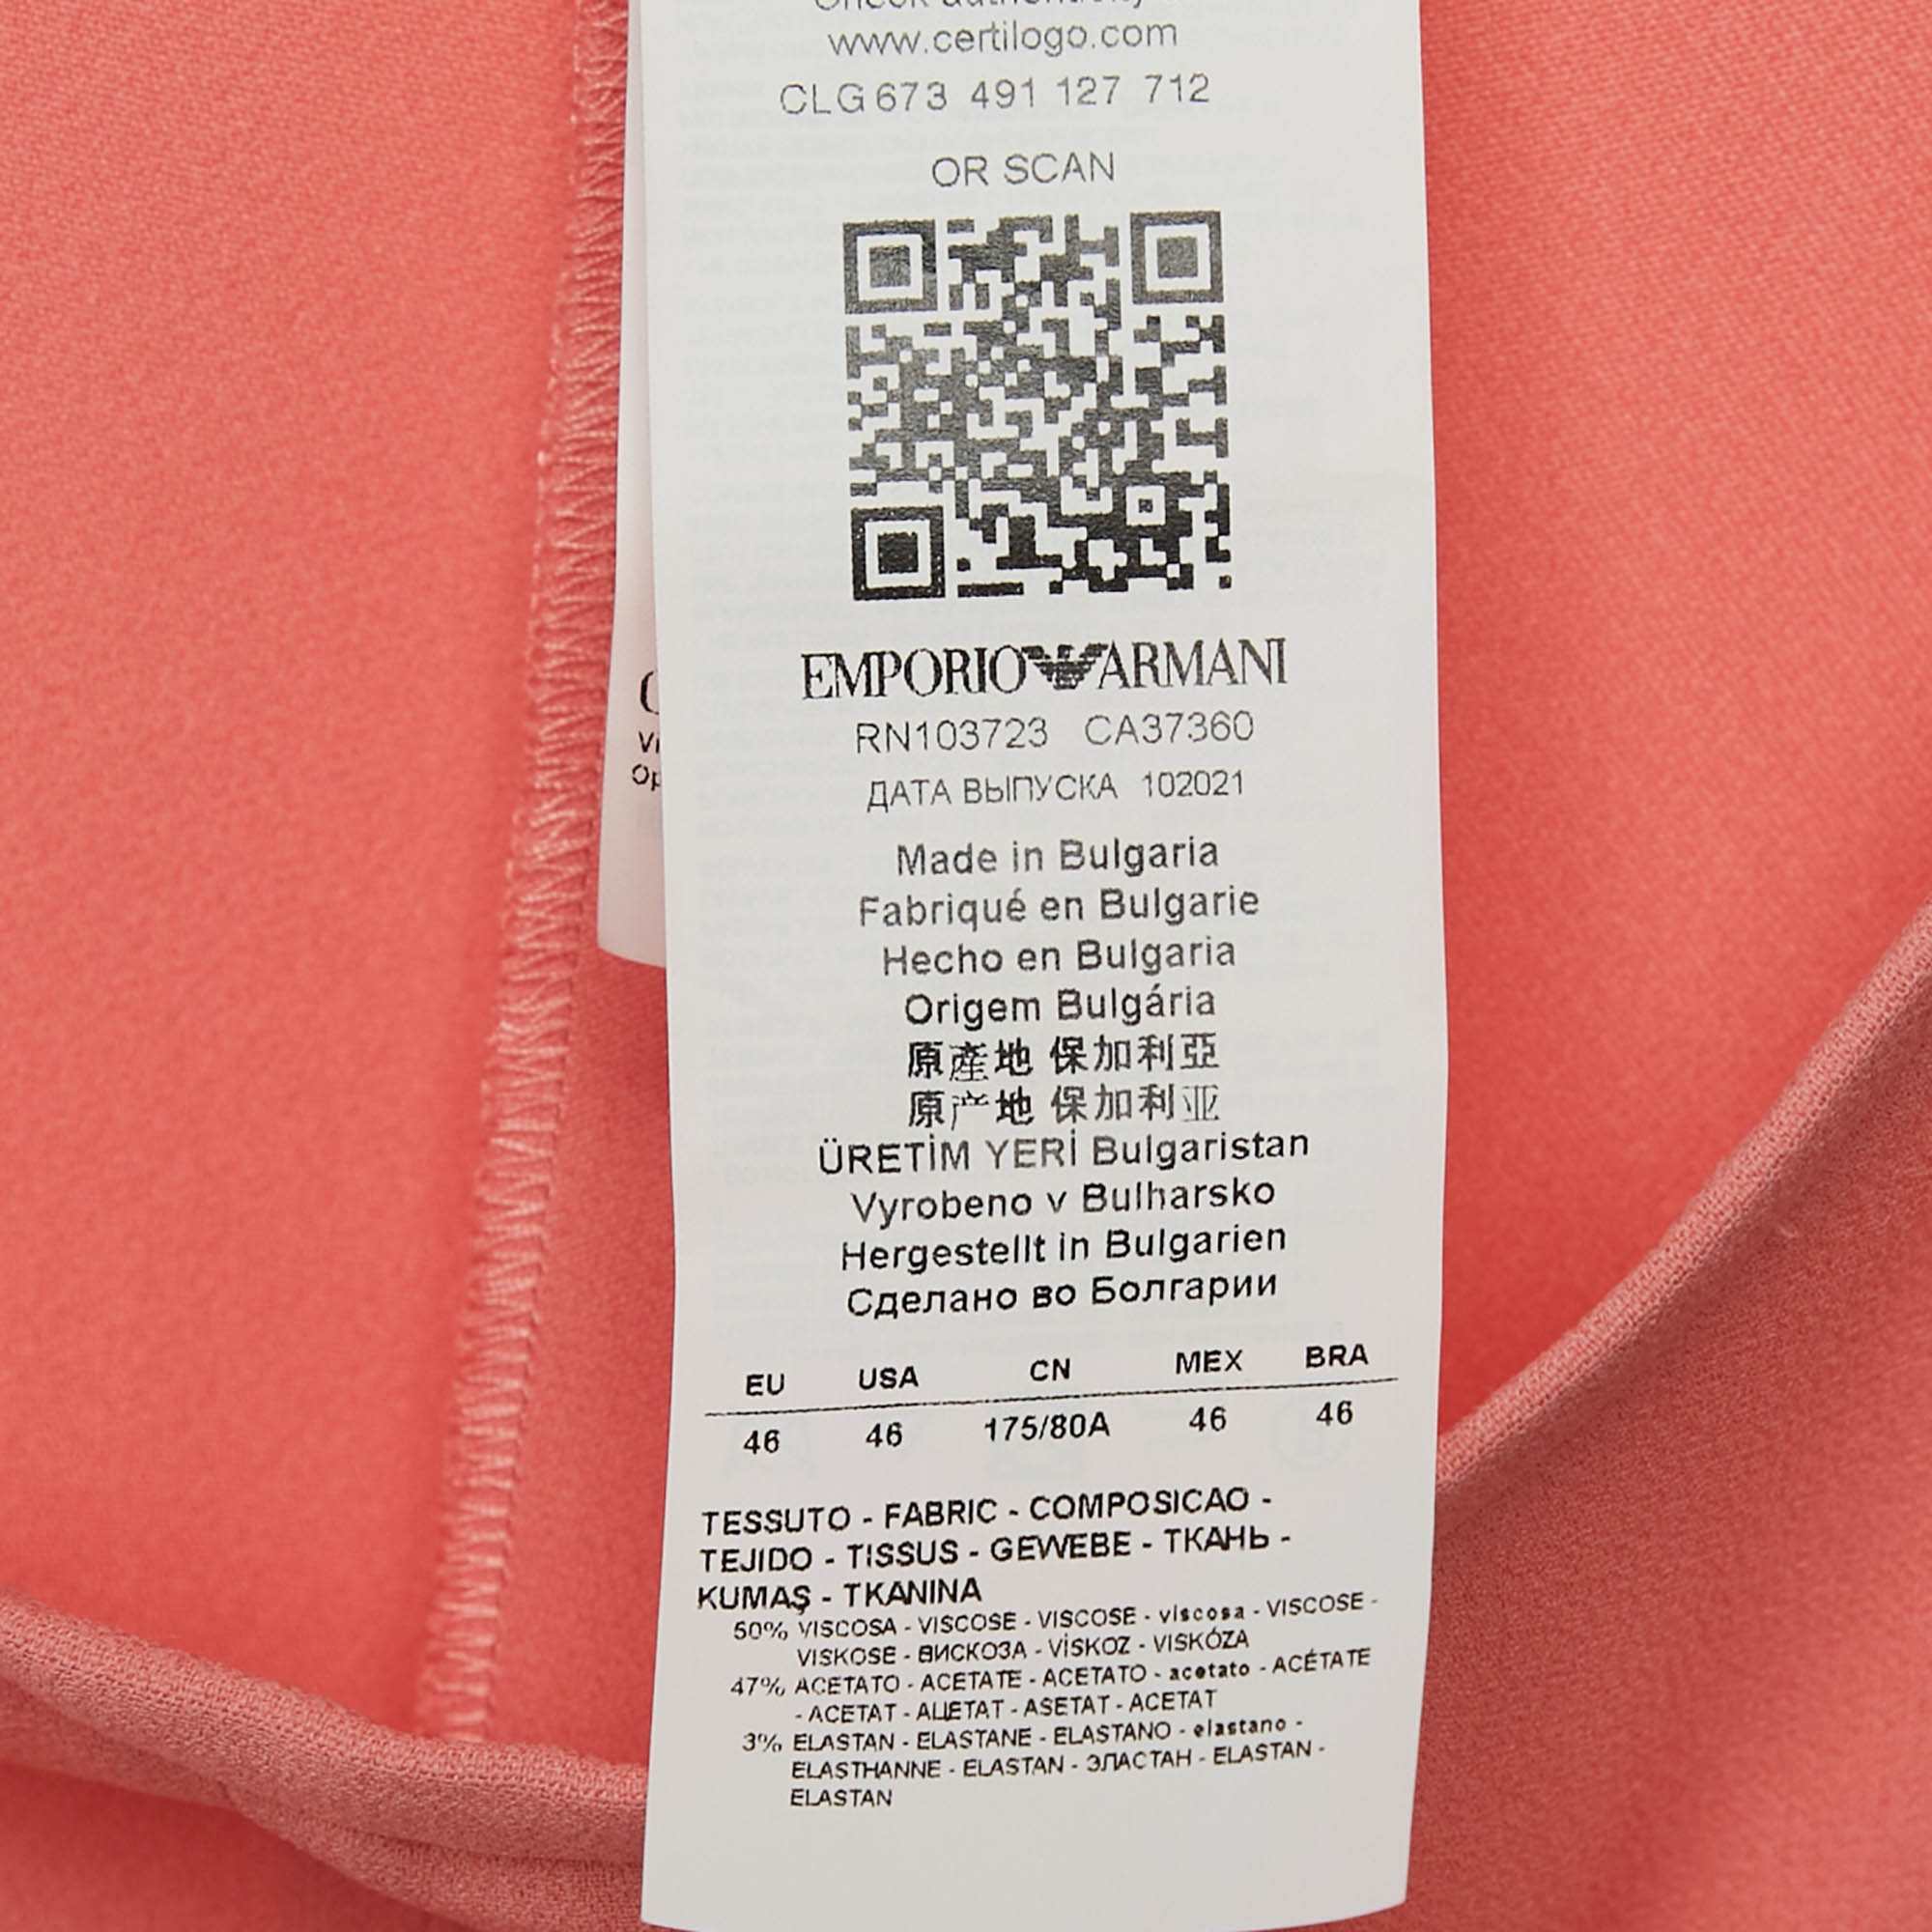 www.certilogo.com
CLG 673 491 127 712
OR SCAN
EMPORIO ARMANI
RN103723 CA37360
ДАТА ВЫПУСКА 102021
Made in Bulgaria
Fabriqué en Bulgarie
Hecho en Bulgaria
Origem Bulgária
原產地 保加利亞
原产地 保加利亚
ÜRETİM YERİ Bulgaristan
Vyrobeno v Bulharsko
Hergestellt in Bulgarien
Сделано во Болгарии
EU USA CN MEX BRA
46 46 175/80A 46 46
TESSUTO - FABRIC - COMPOSICAO -
TEJIDO - TISSUS - GEWEBE - ТКАНЬ -
KUMAŞ - TKANINA
50% VISCOSA - VISCOSE - VISCOSE - viscosa - VISCOSE -
VISKOSE - ВИСКОЗА - VİSKOZ - VISKÓZA
47% ACETATO - ACETATE - ACETATO - acetato - ACÉTATE
- ACETAT - АЦЕТАТ - ASETAT - ACETAT
3% ELASTAN - ELASTANE - ELASTANO - elastano -
ELASTHANNE - ELASTAN - ЭЛАСТАН - ELASTAN -
ELASTAN